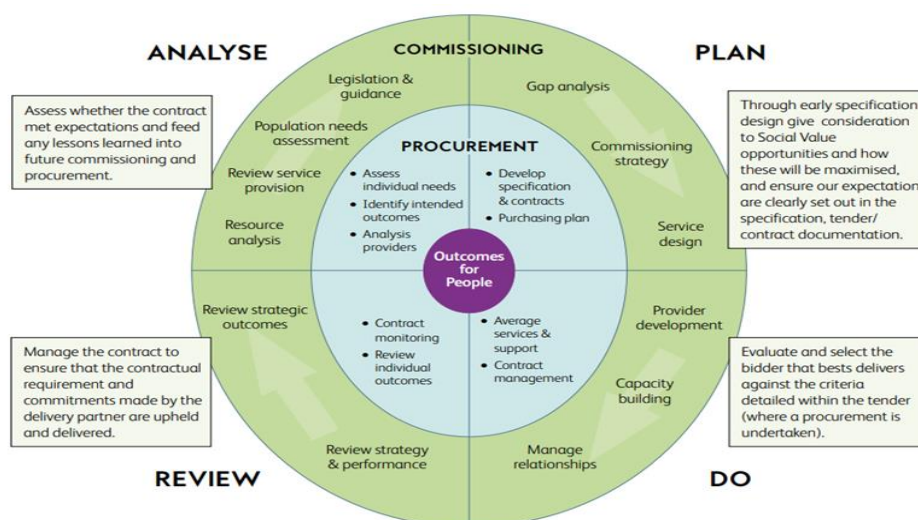 ANALYSE
COMMISSIONING
PLAN
Legislation &
guidance
Population needs
assessment
Review service
provision
Resource
analysis
Gap analysis
Commissioning
strategy
Service
design
Assess whether the contract
met expectations and feed
any lessons learned into
future commissioning and
procurement.
Through early specification
design give consideration
to Social Value
opportunities and how
these will be maximised,
and ensure our expectation
are clearly set out in the
specification, tender/
contract documentation.
PROCUREMENT
• Assess
individual needs
• Identify intended
outcomes
• Analysis
providers
• Develop
specification
& contracts
• Purchasing plan
Outcomes
for
People
Review strategic
outcomes
Review strategy
& performance
• Contract
monitoring
• Review
individual
outcomes
• Average
services &
support
• Contract
management
Provider
development
Capacity
building
Manage
relationships
Manage the contract to
ensure that the contractual
requirement and
commitments made by the
delivery partner are upheld
and delivered.
Evaluate and select the
bidder that bests delivers
against the criteria
detailed within the tender
(where a procurement is
undertaken).
REVIEW
DO